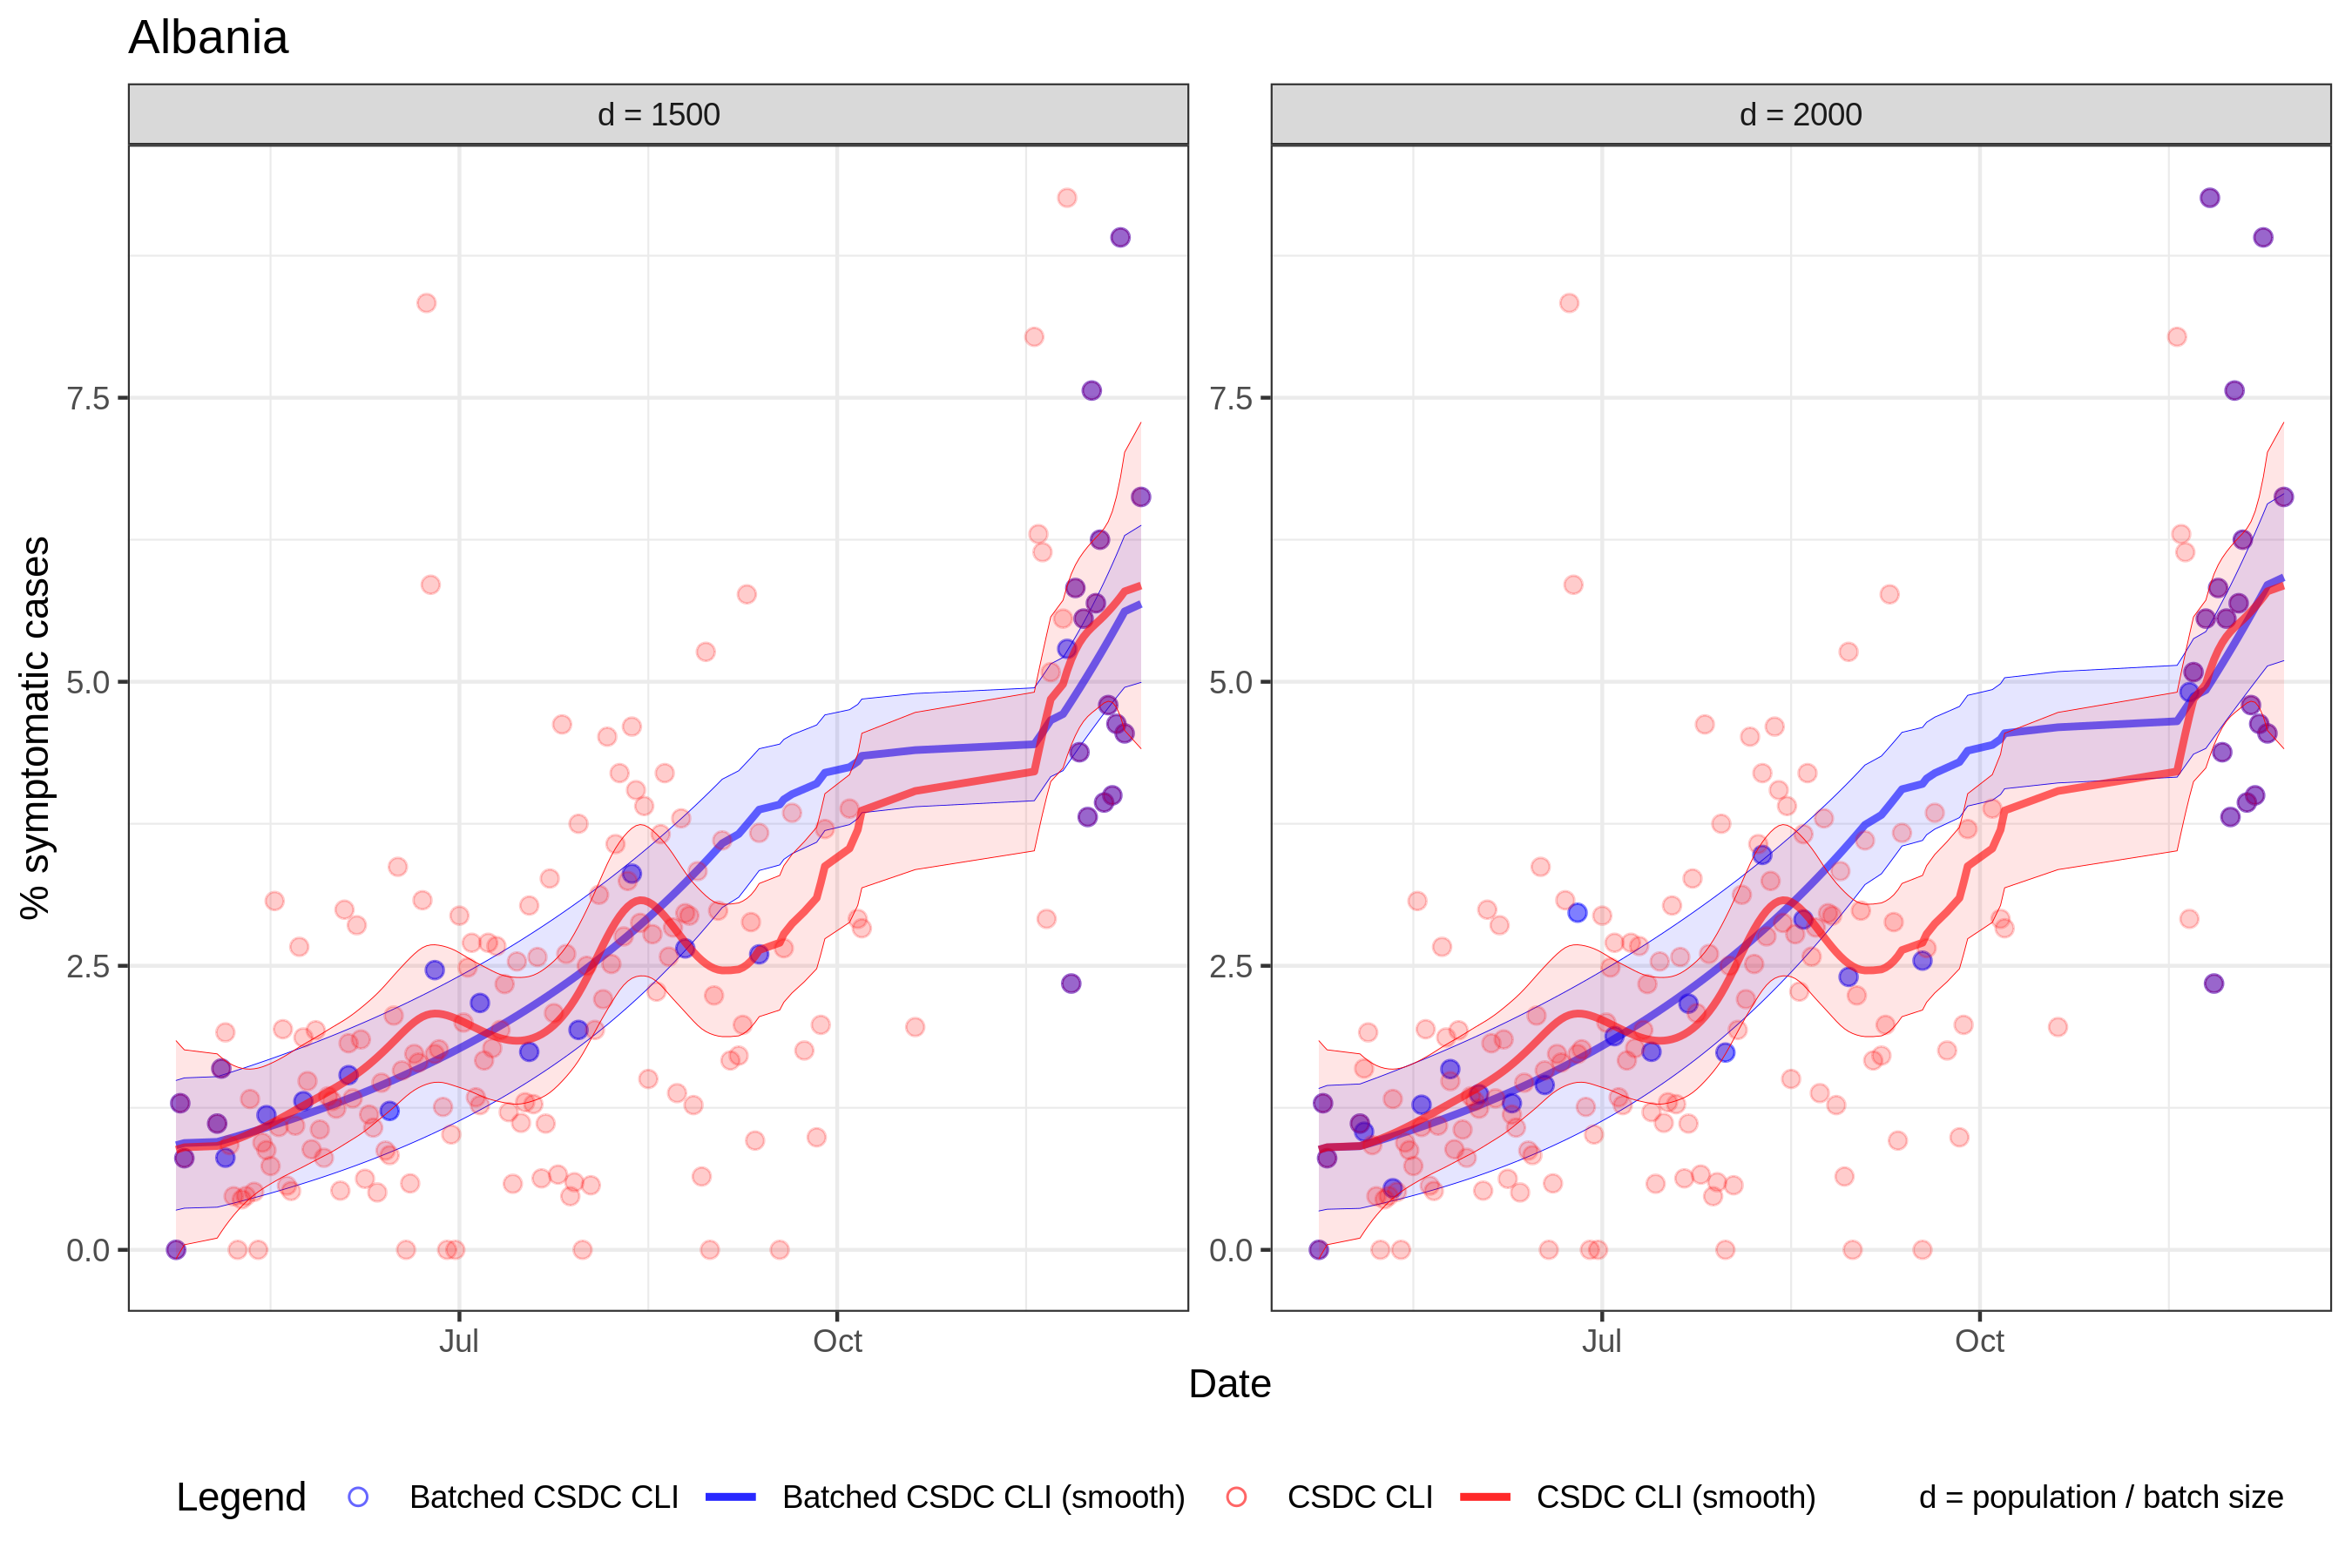 Albania
d = 1500
d = 2000
% symptomatic cases
7.5
5.0
2.5
0.0
7.5
5.0
2.5
0.0
Jul
Oct
Jul
Oct
Date
Legend
Batched CSDC CLI
Batched CSDC CLI (smooth)
CSDC CLI
CSDC CLI (smooth)
d = population / batch size